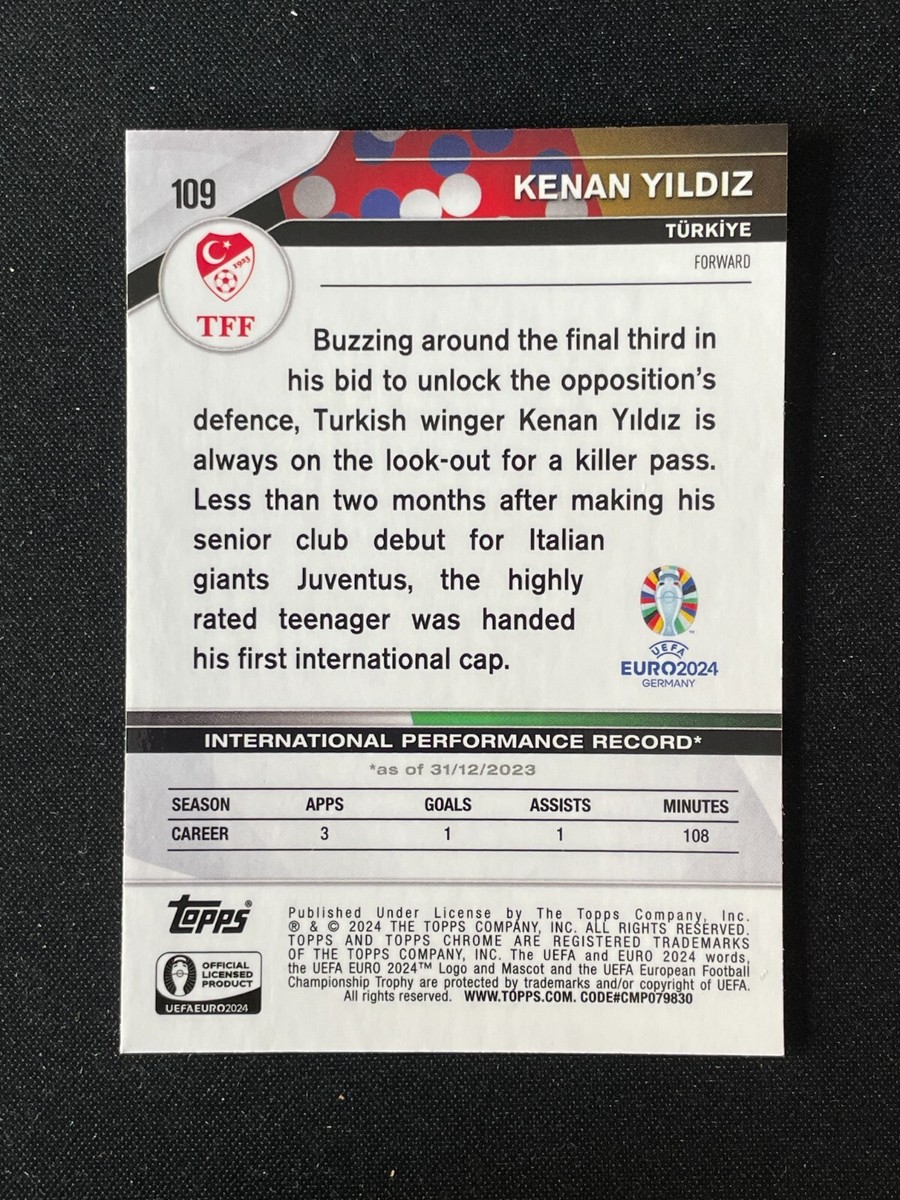 109
KENAN YILDIZ
TÜRKİYE
FORWARD
1923
TFF
Buzzing around the final third in
his bid to unlock the opposition's
defence, Turkish winger Kenan Yıldız is
always on the look-out for a killer pass.
Less than two months after making his
senior club debut for Italian
giants Juventus, the highly
rated teenager was handed
his first international cap.
UEFA
EURO2024
GERMANY
INTERNATIONAL PERFORMANCE RECORD*
*as of 31/12/2023
SEASON APPS GOALS ASSISTS MINUTES
CAREER 3 1 1 108
Topps®
OFFICIAL
LICENSED
PRODUCT
UEFAEURO2024
Published Under License by The Topps Company, Inc.
® & © 2024 THE TOPPS COMPANY, INC. ALL RIGHTS RESERVED.
TOPPS AND TOPPS CHROME ARE REGISTERED TRADEMARKS
OF THE TOPPS COMPANY, INC. The UEFA and EURO 2024 words,
the UEFA EURO 2024™ Logo and Mascot and the UEFA European Football
Championship Trophy are protected by trademarks and/or copyright of UEFA.
All rights reserved. WWW.TOPPS.COM. CODE#CMP079830